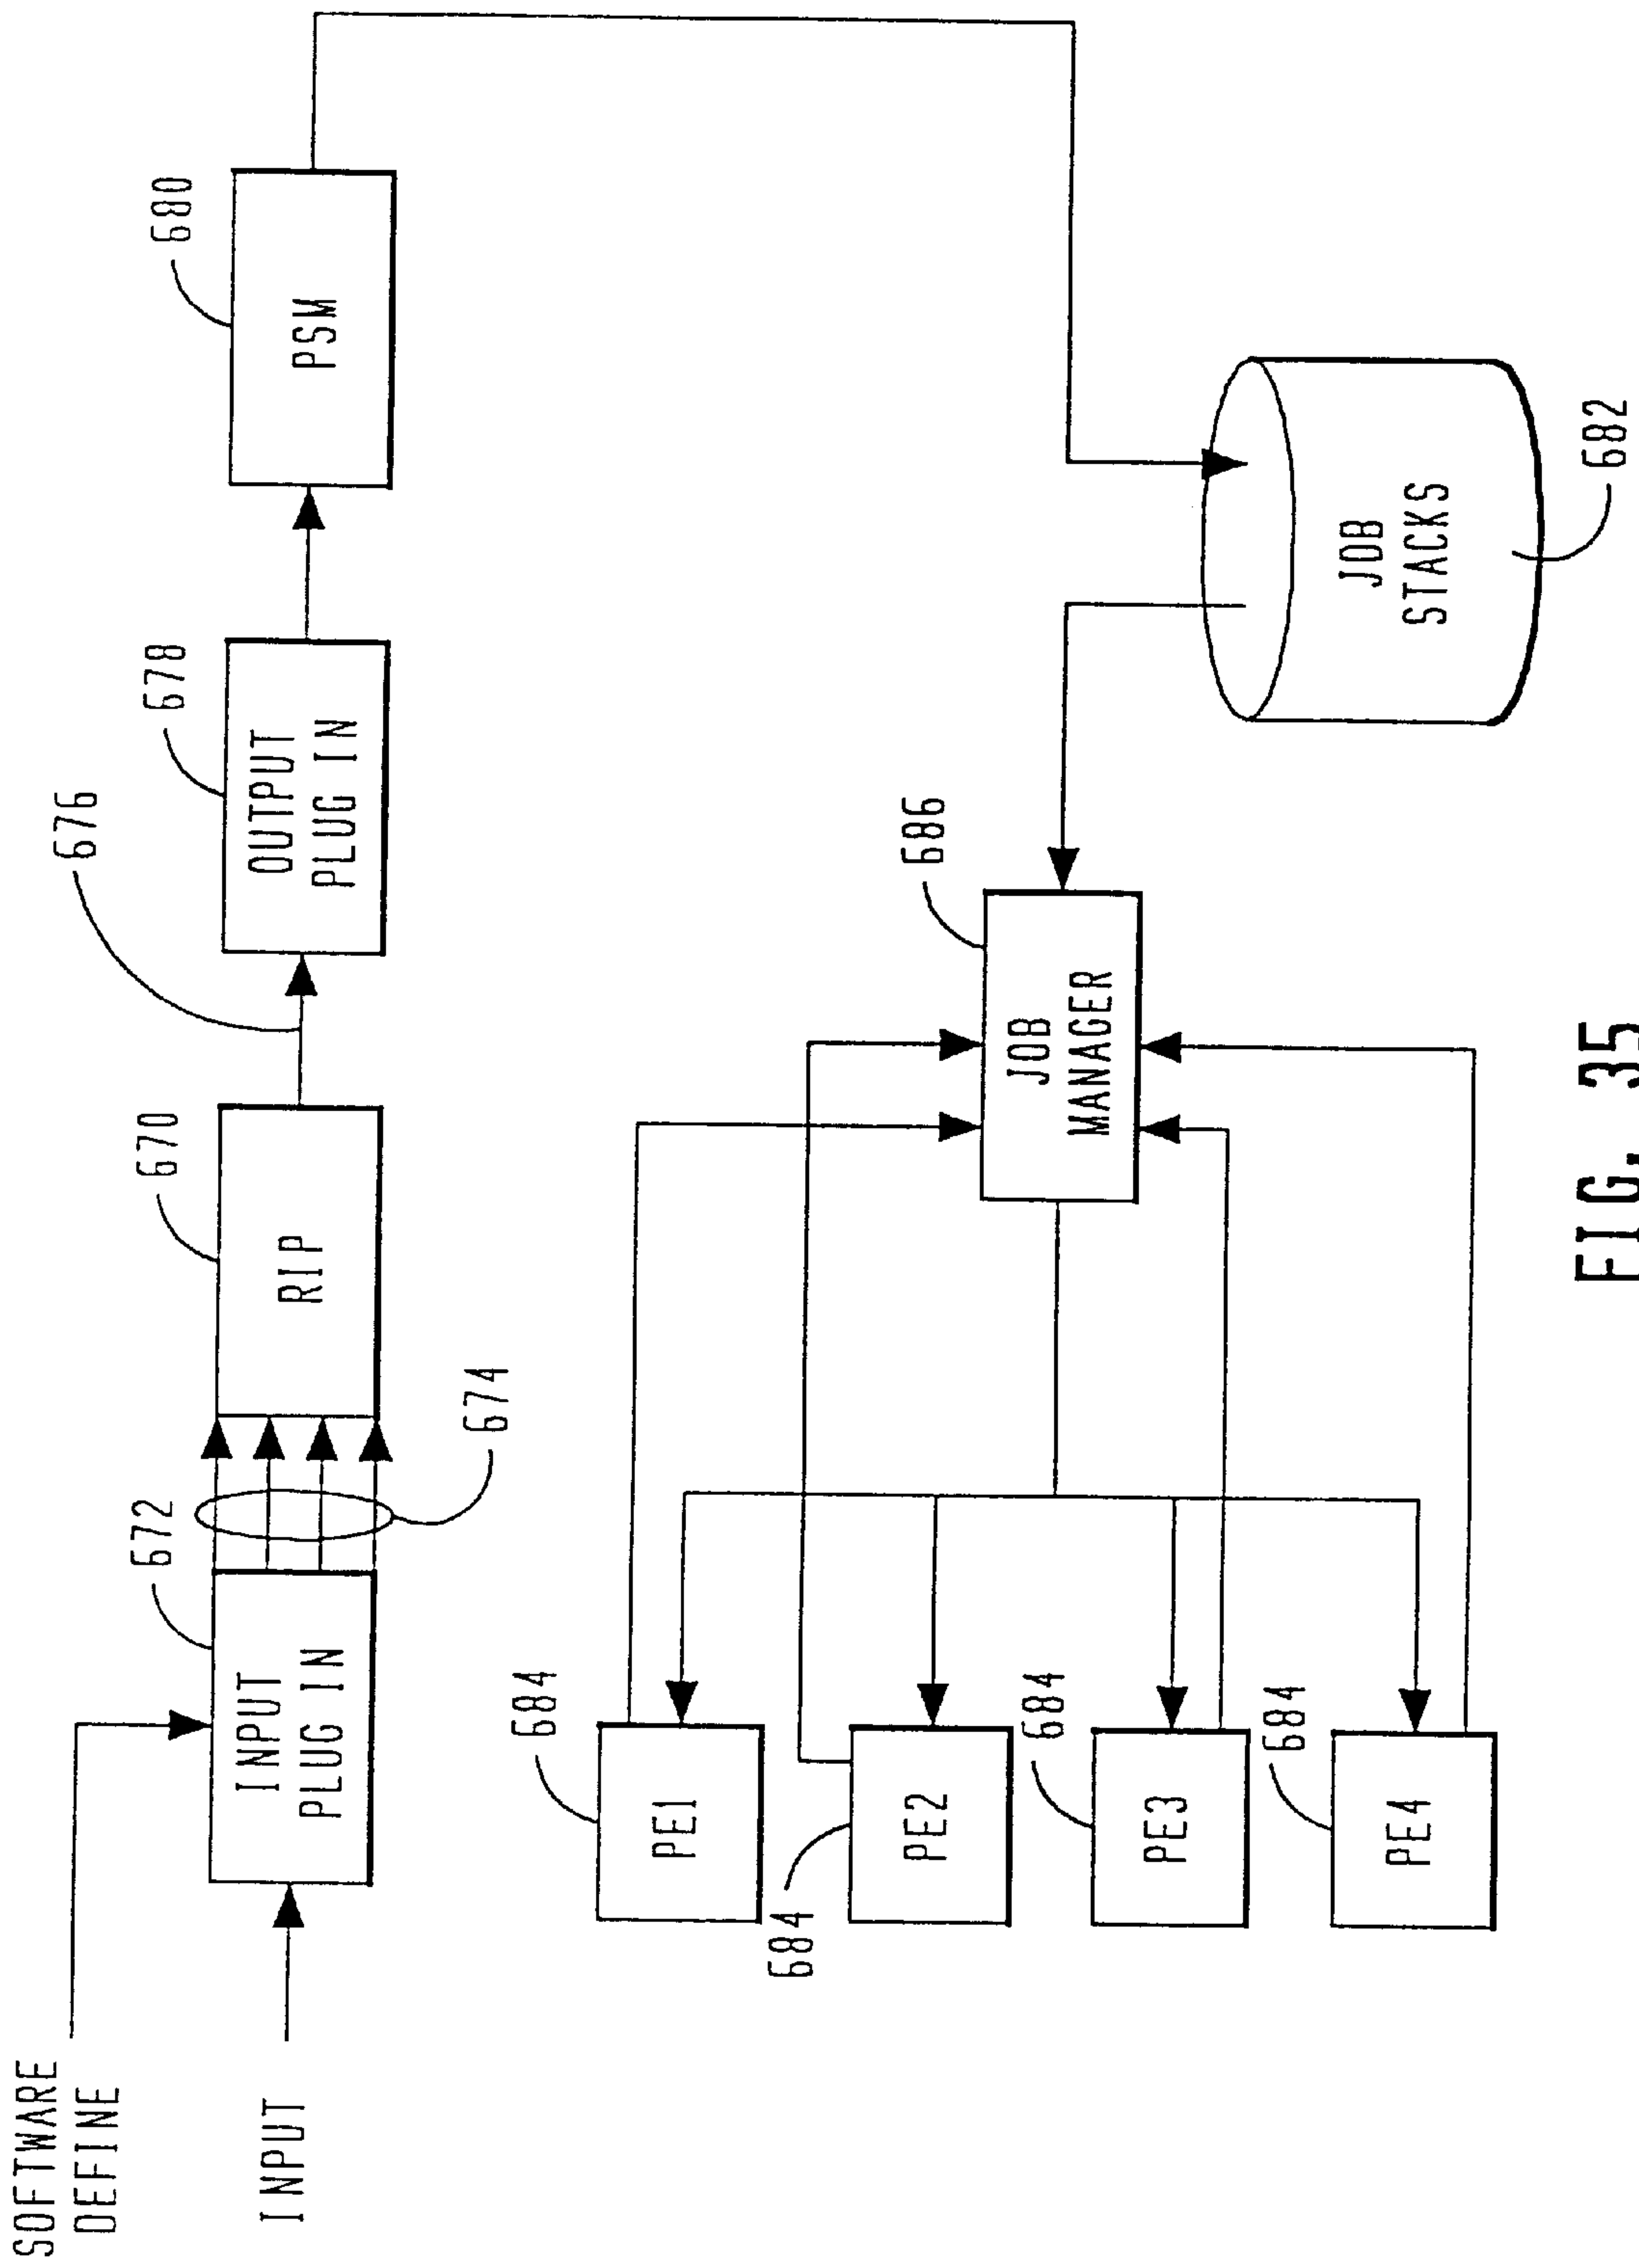 SOFTWARE
DEFINE
INPUT
672
INPUT
PLUG IN
674
670
RIP
676
678
OUTPUT
PLUG IN
680
PSM
684
PE1
684
PE2
684
PE3
684
PE4
686
JOB
MANAGER
JOB
STACKS
682
FIG. 35